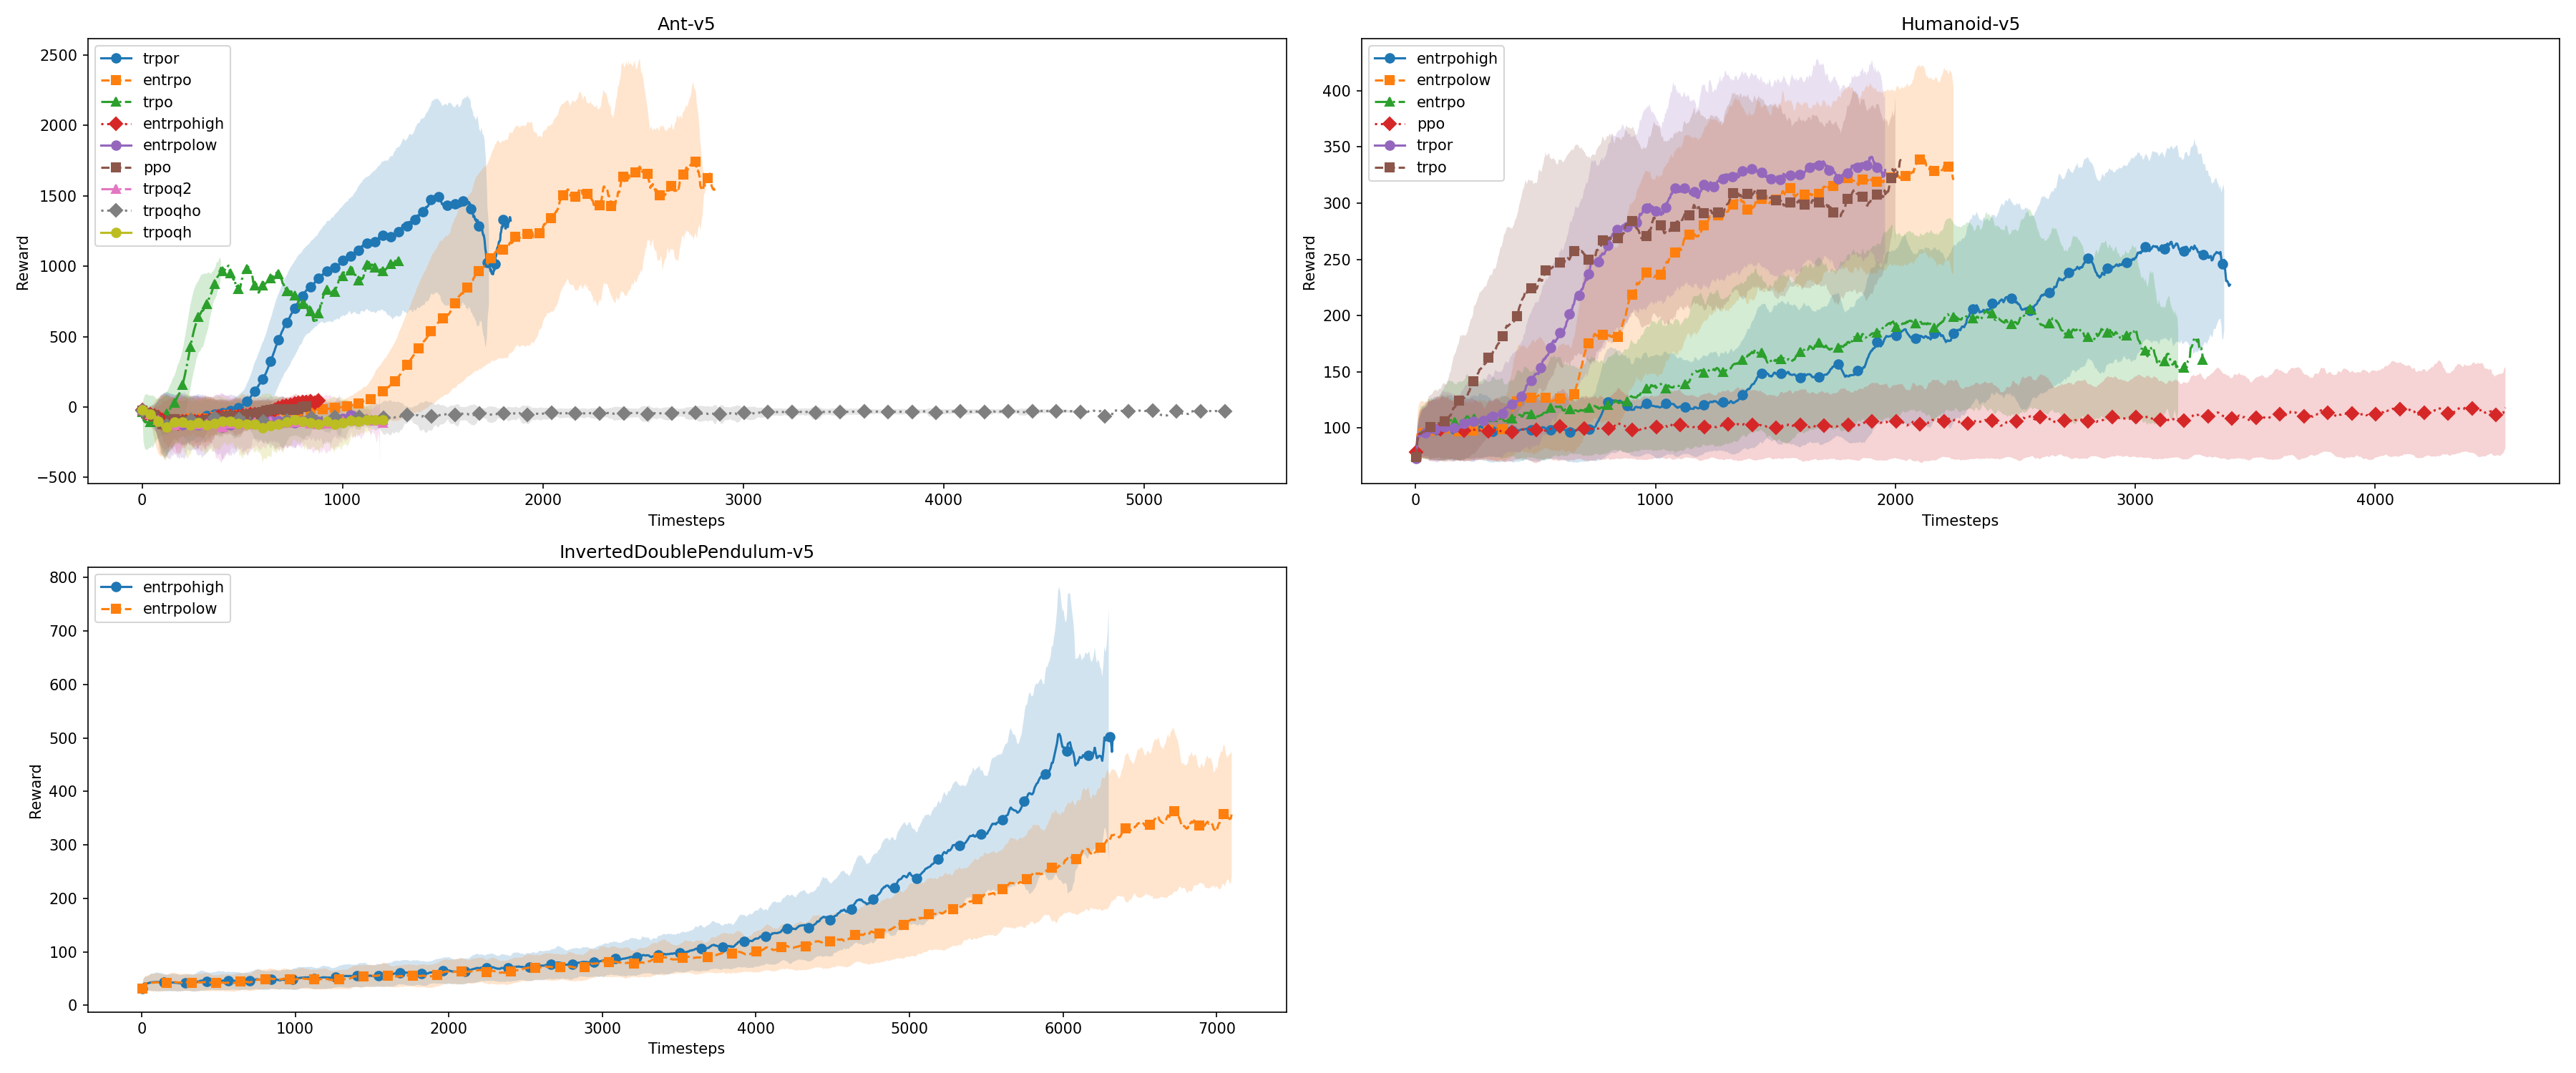 Ant-v5
2500
2000
1500
1000
500
0
−500
Reward
trpor
entrpo
trpo
entrpohigh
entrpolow
ppo
trpoq2
trpoqho
trpoqh
0 1000 2000 3000 4000 5000
Timesteps
Humanoid-v5
400
350
300
250
200
150
100
Reward
entrpohigh
entrpolow
entrpo
ppo
trpor
trpo
0 1000 2000 3000 4000
Timesteps
InvertedDoublePendulum-v5
800
700
600
500
400
300
200
100
0
Reward
entrpohigh
entrpolow
0 1000 2000 3000 4000 5000 6000 7000
Timesteps